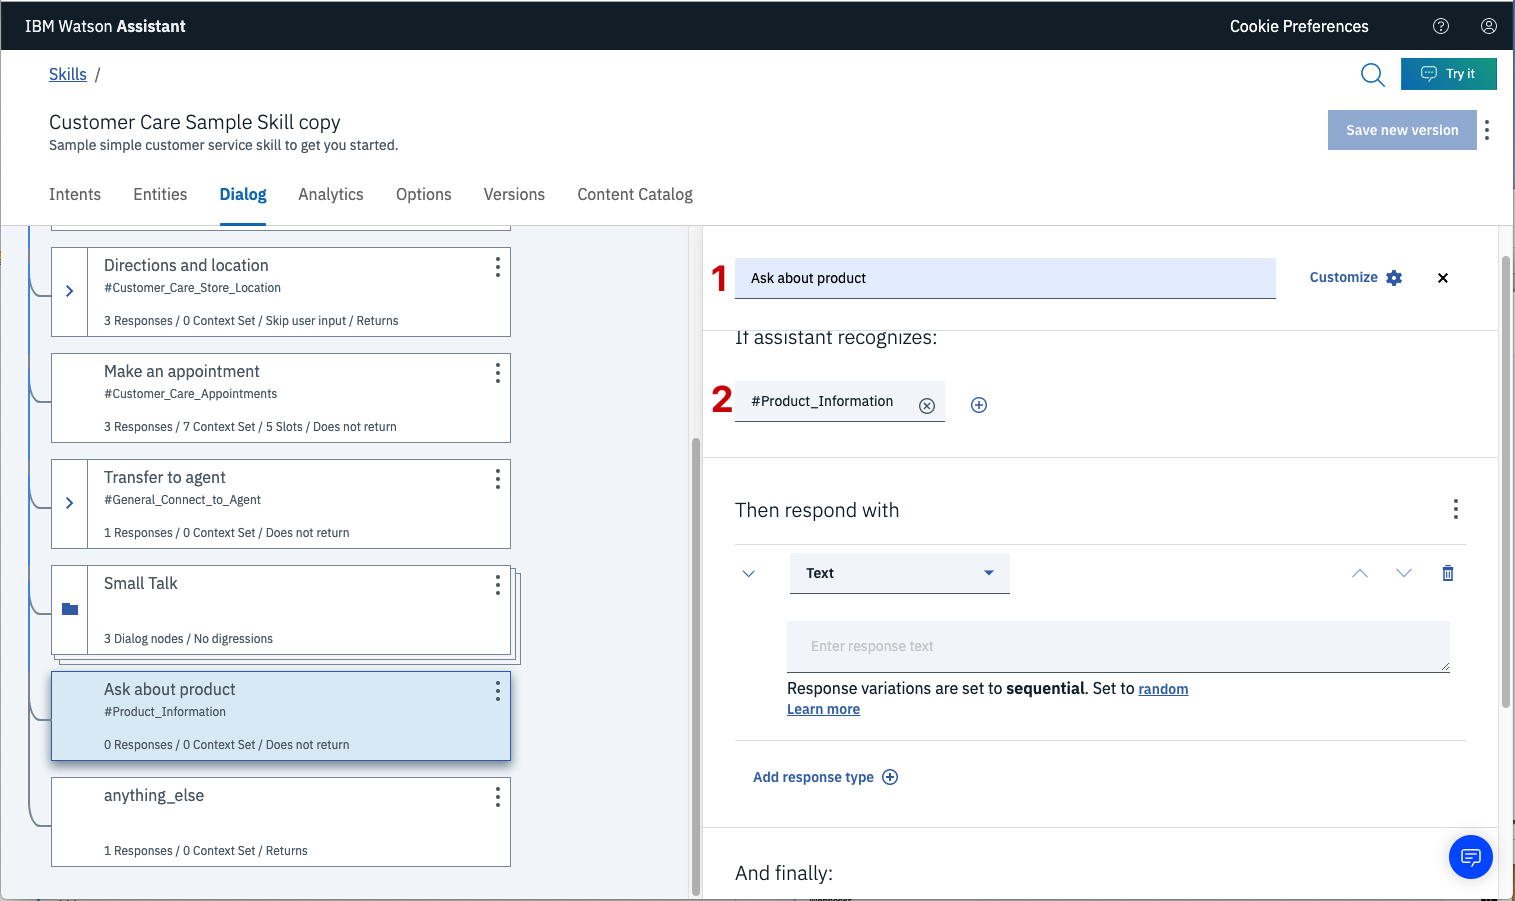 IBM Watson Assistant
Cookie Preferences
Skills /
Try it
Customer Care Sample Skill copy
Sample simple customer service skill to get you started.
Save new version
Intents Entities Dialog Analytics Options Versions Content Catalog
Directions and location
#Customer_Care_Store_Location
3 Responses / 0 Context Set / Skip user input / Returns
Make an appointment
#Customer_Care_Appointments
3 Responses / 7 Context Set / 5 Slots / Does not return
Transfer to agent
#General_Connect_to_Agent
1 Responses / 0 Context Set / Does not return
Small Talk
3 Dialog nodes / No digressions
Ask about product
#Product_Information
0 Responses / 0 Context Set / Does not return
anything_else
1 Responses / 0 Context Set / Returns
1 Ask about product
Customize
If assistant recognizes:
2 #Product_Information
Then respond with
Text
Enter response text
Response variations are set to sequential. Set to random
Learn more
Add response type
And finally: